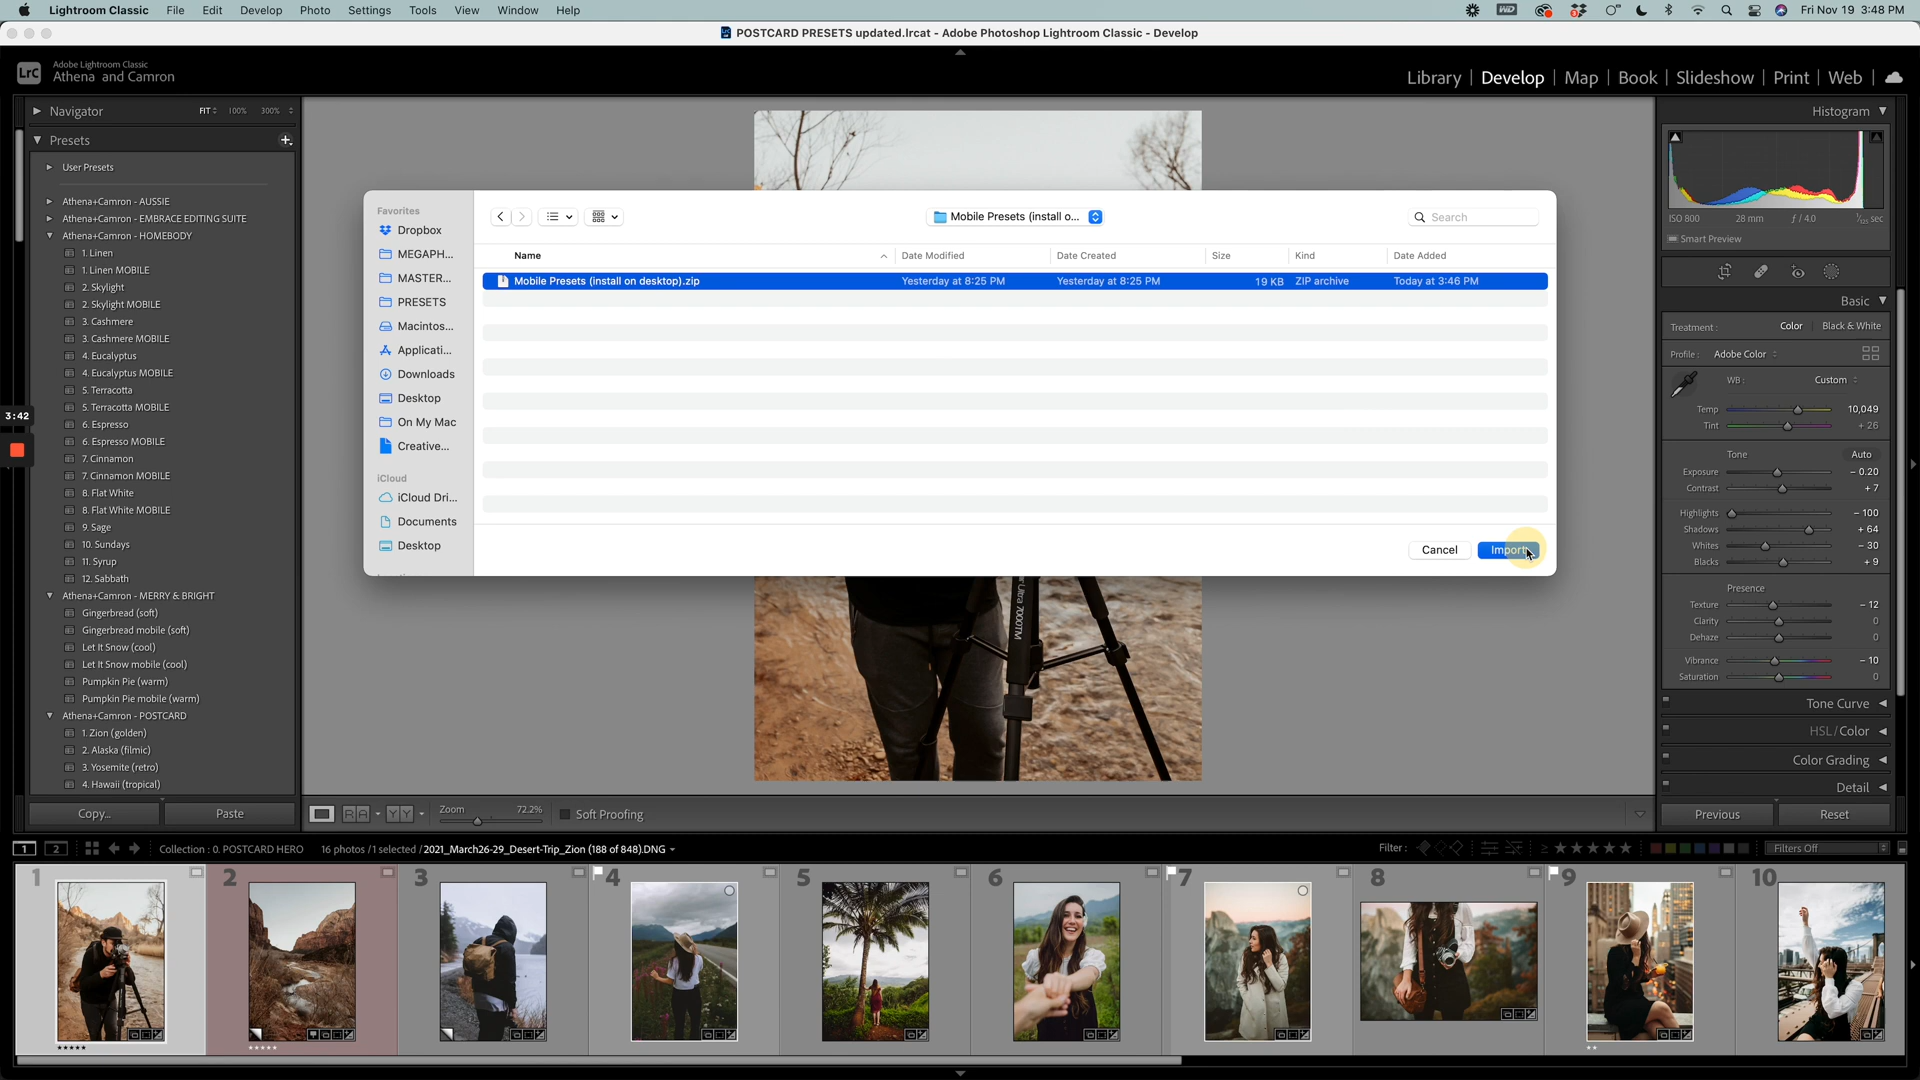 Lightroom Classic File Edit Develop Photo Settings Tools View Window Help
WD
Fri Nov 19 3:48 PM
POSTCARD PRESETS updated.lrcat - Adobe Photoshop Lightroom Classic - Develop
LrC
Adobe Lightroom Classic
Athena and Camron
Library | Develop | Map | Book | Slideshow | Print | Web
Navigator FIT 100% 300%
Presets
User Presets
Athena+Camron - AUSSIE
Athena+Camron - EMBRACE EDITING SUITE
Athena+Camron - HOMEBODY
1. Linen
1. Linen MOBILE
2. Skylight
2. Skylight MOBILE
3. Cashmere
3. Cashmere MOBILE
4. Eucalyptus
4. Eucalyptus MOBILE
5. Terracotta
5. Terracotta MOBILE
6. Espresso
6. Espresso MOBILE
7. Cinnamon
7. Cinnamon MOBILE
8. Flat White
8. Flat White MOBILE
9. Sage
10. Sundays
11. Syrup
12. Sabbath
Athena+Camron - MERRY & BRIGHT
Gingerbread (soft)
Gingerbread mobile (soft)
Let It Snow (cool)
Let It Snow mobile (cool)
Pumpkin Pie (warm)
Pumpkin Pie mobile (warm)
Athena+Camron - POSTCARD
1. Zion (golden)
2. Alaska (filmic)
3. Yosemite (retro)
4. Hawaii (tropical)
3:42
Copy... Paste
Favorites
Dropbox
MEGAPH...
MASTER...
PRESETS
Macintos...
Applicati...
Downloads
Desktop
On My Mac
Creative...
iCloud
iCloud Dri...
Documents
Desktop
Mobile Presets (install o...
Search
Name Date Modified Date Created Size Kind Date Added
Mobile Presets (install on desktop).zip Yesterday at 8:25 PM Yesterday at 8:25 PM 19 KB ZIP archive Today at 3:46 PM
Cancel Import
Ultra 7000TM
Histogram
ISO 800 28 mm ƒ / 4.0 1/125 sec
Smart Preview
Basic
Treatment : Color | Black & White
Profile : Adobe Color
WB : Custom
Temp 10,049
Tint + 26
Tone Auto
Exposure – 0.20
Contrast + 7
Highlights – 100
Shadows + 64
Whites – 30
Blacks + 9
Presence
Texture – 12
Clarity 0
Dehaze 0
Vibrance – 10
Saturation 0
Tone Curve
HSL / Color
Color Grading
Detail
Previous Reset
R A Y Y Zoom 72.2% Soft Proofing
1 2 Collection : 0. POSTCARD HERO 16 photos / 1 selected / 2021_March26-29_Desert-Trip_Zion (188 of 848).DNG
Filter : ≥ ★★★★★ Filters Off
1 2 3 4 5 6 7 8 9 10